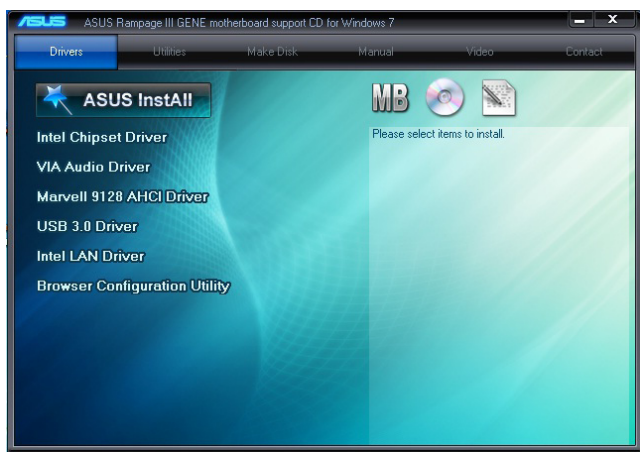 ASUS ASUS Rampage III GENE motherboard support CD for Windows 7
Drivers Utilities Make Disk Manual Video Contact
ASUS InstAll
MB
Intel Chipset Driver
Please select items to install.
VIA Audio Driver
Marvell 9128 AHCI Driver
USB 3.0 Driver
Intel LAN Driver
Browser Configuration Utility